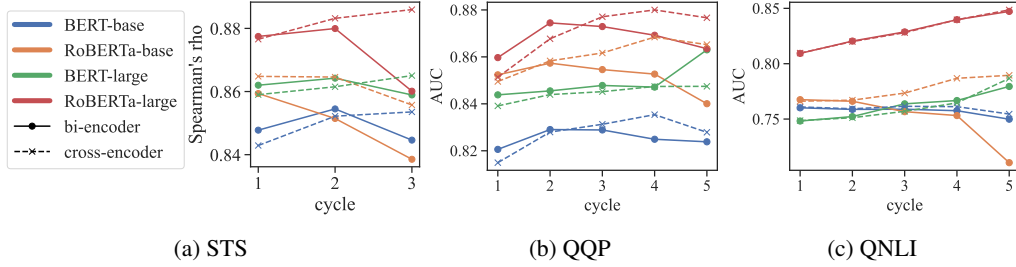 BERT-base
RoBERTa-base
BERT-large
RoBERTa-large
bi-encoder
cross-encoder
Spearman's rho
0.88
0.86
0.84
1 2 3
cycle
(a) STS
AUC
0.88
0.86
0.84
0.82
1 2 3 4 5
cycle
(b) QQP
AUC
0.85
0.80
0.75
1 2 3 4 5
cycle
(c) QNLI